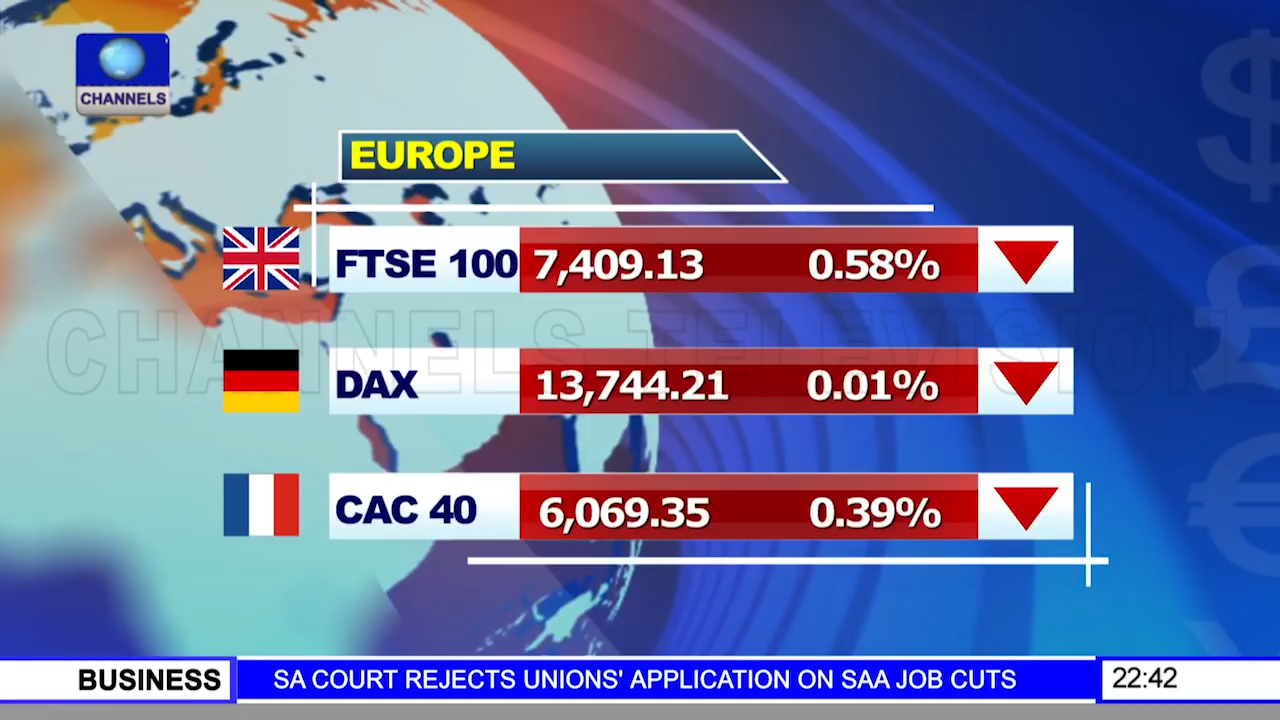 CHANNELS
EUROPE
FTSE 100 7,409.13 0.58%
CHANNELS TELEVISION
DAX 13,744.21 0.01%
CAC 40 6,069.35 0.39%
BUSINESS SA COURT REJECTS UNIONS' APPLICATION ON SAA JOB CUTS 22:42